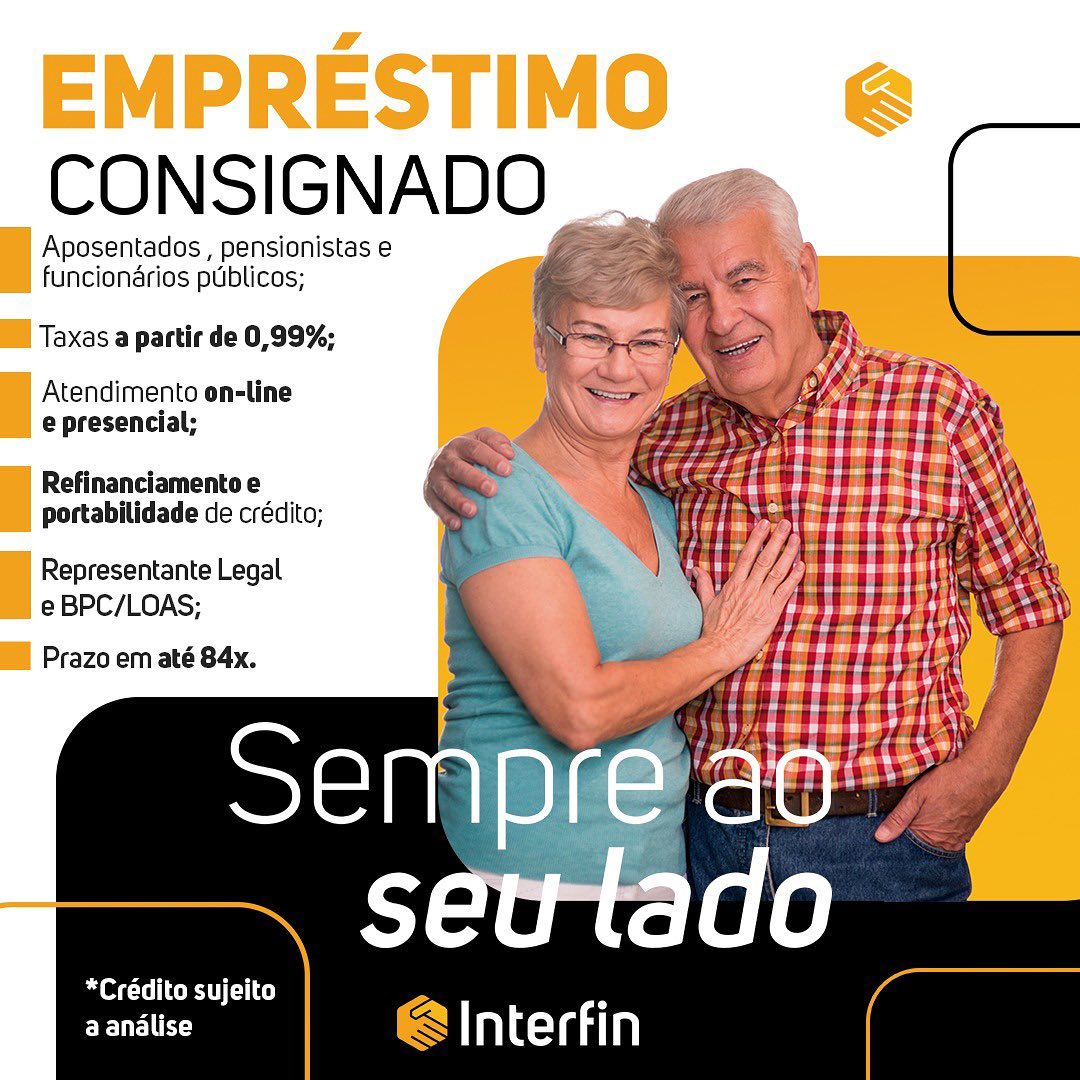 EMPRÉSTIMO
CONSIGNADO
Aposentados , pensionistas e
funcionários públicos;
Taxas a partir de 0,99%;
Atendimento on-line
e presencial;
Refinanciamento e
portabilidade de crédito;
Representante Legal
e BPC/LOAS;
Prazo em até 84x.
Sempre ao
seu lado
*Crédito sujeito
a análise
Interfin